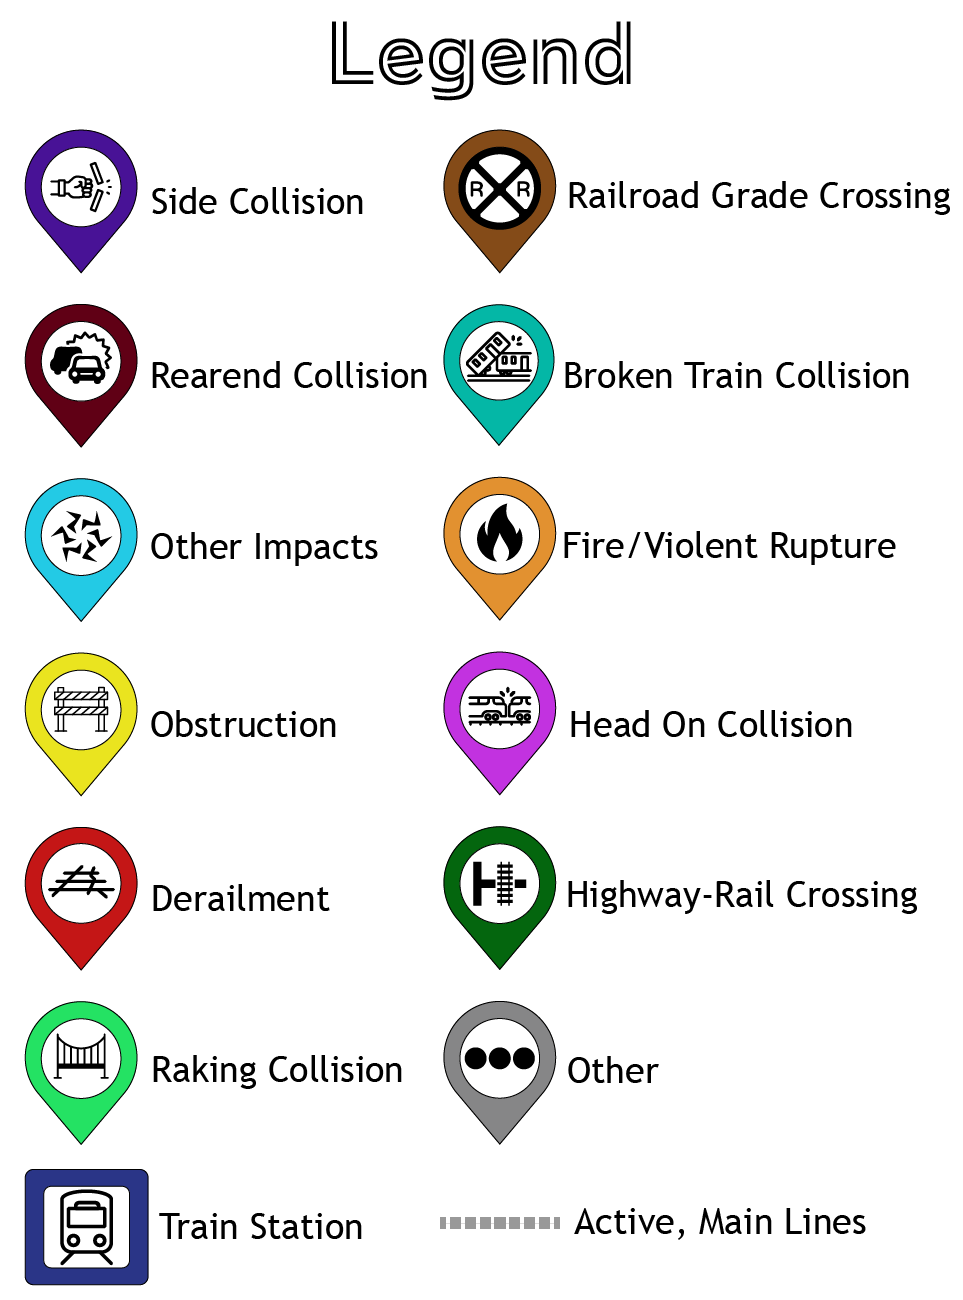 Legend
Side Collision
R R
Railroad Grade Crossing
Rearend Collision
Broken Train Collision
Other Impacts
Fire/Violent Rupture
Obstruction
Head On Collision
Derailment
Highway-Rail Crossing
Raking Collision
Other
Train Station
Active, Main Lines